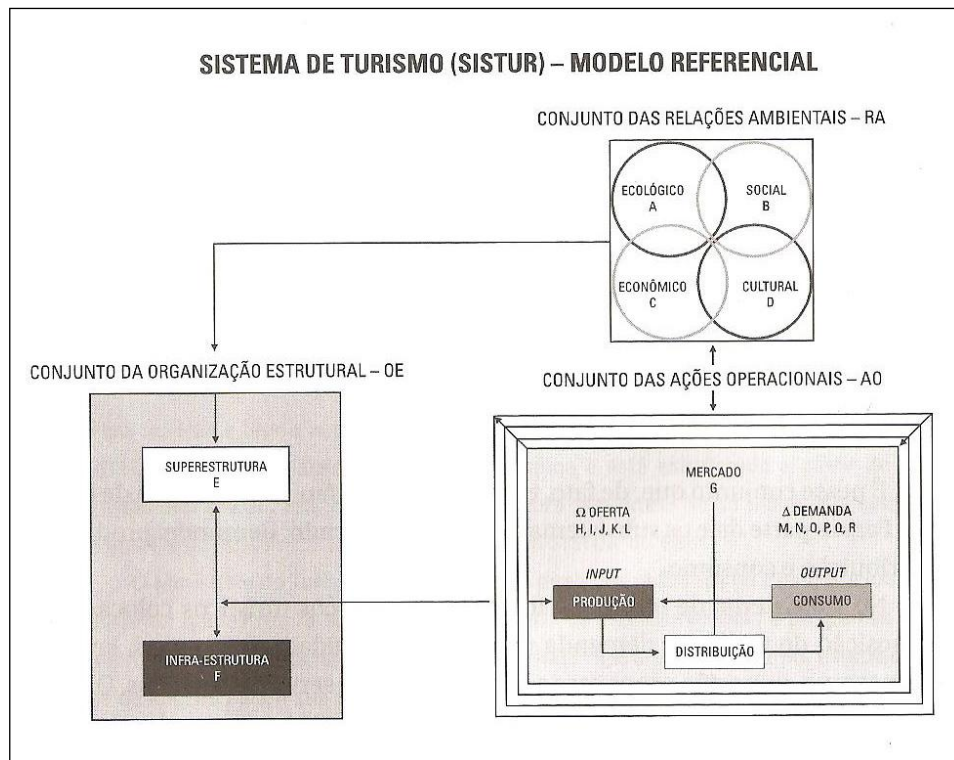 SISTEMA DE TURISMO (SISTUR) – MODELO REFERENCIAL
CONJUNTO DAS RELAÇÕES AMBIENTAIS – RA
ECOLÓGICO
A
SOCIAL
B
ECONÔMICO
C
CULTURAL
D
CONJUNTO DA ORGANIZAÇÃO ESTRUTURAL – OE
SUPERESTRUTURA
E
INFRA-ESTRUTURA
F
CONJUNTO DAS AÇÕES OPERACIONAIS – AO
MERCADO
G
Ω OFERTA
H, I, J, K. L
Δ DEMANDA
M, N, O, P, Q, R
INPUT
PRODUÇÃO
OUTPUT
CONSUMO
DISTRIBUIÇÃO